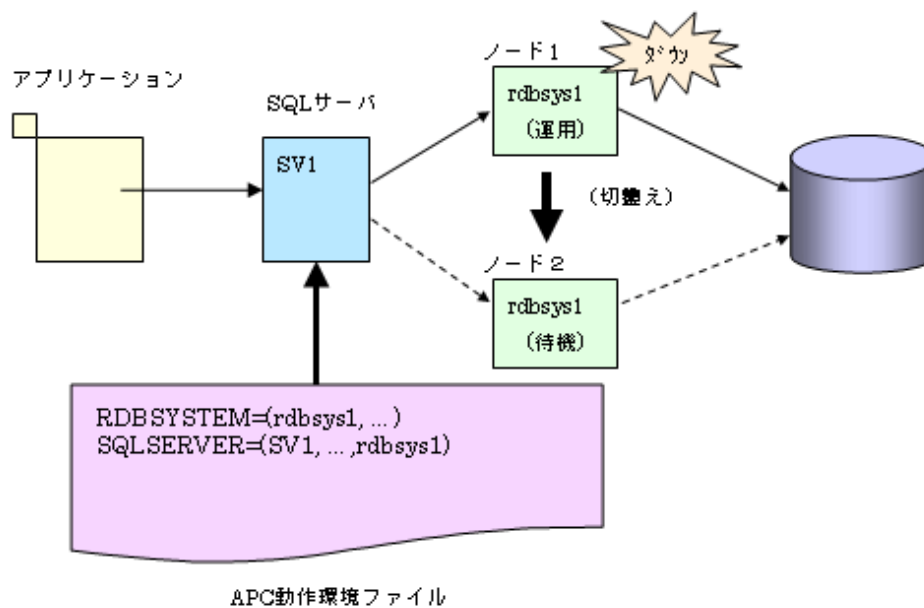 アプリケーション
SQLサーバ
SV1
ノード1
rdbsys1
(運用)
ダウン
(切替え)
ノード2
rdbsys1
(待機)
RDBSYSTEM=(rdbsys1, ...)
SQLSERVER=(SV1, ... ,rdbsys1)
APC動作環境ファイル